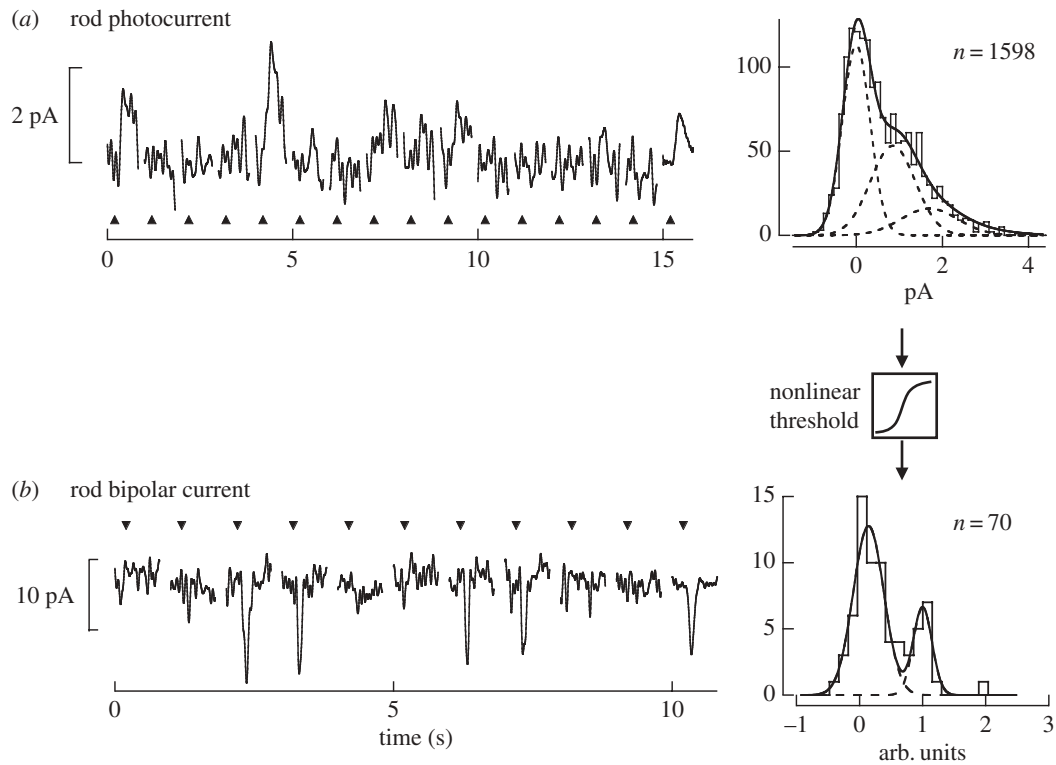 (a) rod photocurrent
2 pA
0 5 10 15
100
50
0
n = 1598
0 2 4
pA
nonlinear
threshold
(b) rod bipolar current
10 pA
0 5 10
time (s)
15
10
5
0
n = 70
–1 0 1 2 3
arb. units